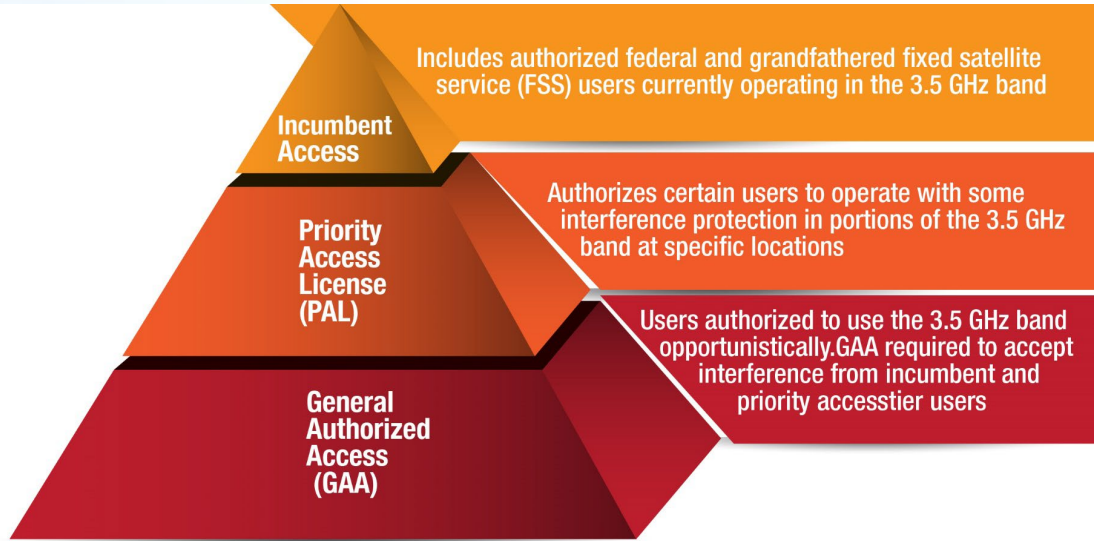 Includes authorized federal and grandfathered fixed satellite
service (FSS) users currently operating in the 3.5 GHz band
Incumbent
Access
Authorizes certain users to operate with some
interference protection in portions of the 3.5 GHz
band at specific locations
Priority
Access
License
(PAL)
Users authorized to use the 3.5 GHz band
opportunistically.GAA required to accept
interference from incumbent and
priority accesstier users
General
Authorized
Access
(GAA)